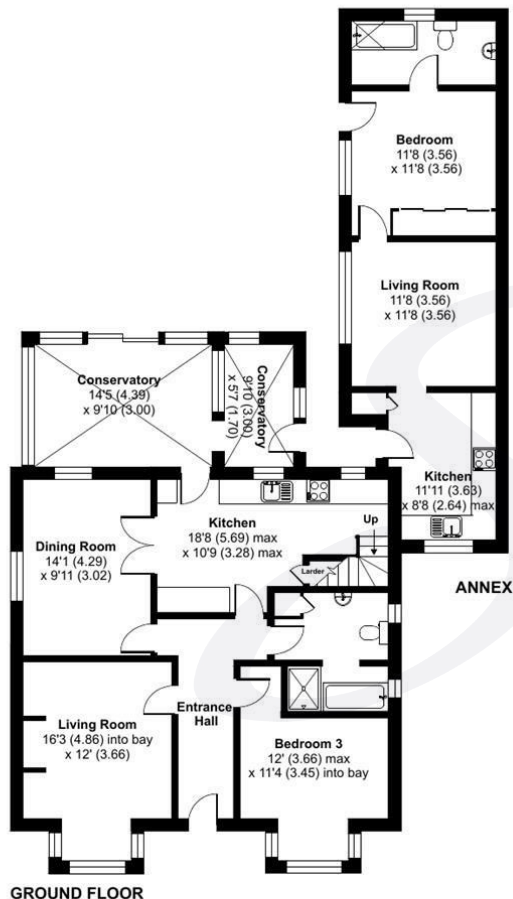 Bedroom
11'8 (3.56)
x 11'8 (3.56)
Living Room
11'8 (3.56)
x 11'8 (3.56)
Conservatory
14'5 (4.39)
x 9'10 (3.00)
Conservatory
9'10 (3.00)
x 5'7 (1.70)
Kitchen
11'11 (3.63)
x 8'8 (2.64) max
ANNEX
Kitchen
18'8 (5.69) max
x 10'9 (3.28) max
Up
Larder
Dining Room
14'1 (4.29)
x 9'11 (3.02)
Living Room
16'3 (4.86) into bay
x 12' (3.66)
Entrance
Hall
Bedroom 3
12' (3.66) max
x 11'4 (3.45) into bay
GROUND FLOOR